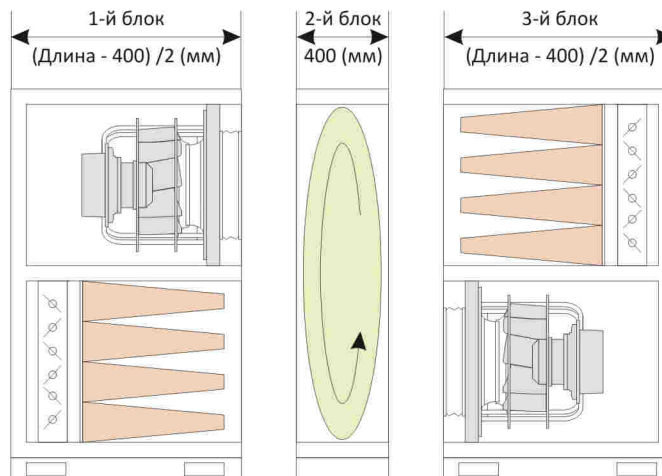 1-й блок
(Длина - 400) /2 (мм)
2-й блок
400 (мм)
3-й блок
(Длина - 400) /2 (мм)